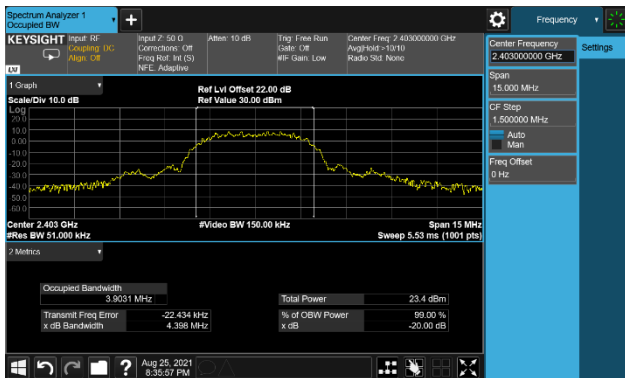 Spectrum Analyzer 1
Occupied BW
Frequency
KEYSIGHT
Input: RF
Coupling: DC
Align: Off
Input Z: 50 Ω
Corrections: Off
Freq Ref: Int (S)
NFE: Adaptive
Atten: 10 dB
Trig: Free Run
Gate: Off
#IF Gain: Low
Center Freq: 2.403000000 GHz
Avg|Hold:>10/10
Radio Std: None
LXI
1 Graph
Scale/Div 10.0 dB
Ref Lvl Offset 22.00 dB
Ref Value 30.00 dBm
Log
20.0
10.0
0.00
-10.0
-20.0
-30.0
-40.0
-50.0
-60.0
Center 2.403 GHz
#Res BW 51.000 kHz
#Video BW 150.00 kHz
Span 15 MHz
Sweep 5.53 ms (1001 pts)
2 Metrics
Occupied Bandwidth
3.9031 MHz
Total Power
23.4 dBm
Transmit Freq Error
-22.434 kHz
% of OBW Power
99.00 %
x dB Bandwidth
4.398 MHz
x dB
-20.00 dB
Aug 25, 2021
8:35:57 PM
Center Frequency
2.403000000 GHz
Settings
Span
15.000 MHz
CF Step
1.500000 MHz
Auto
Man
Freq Offset
0 Hz